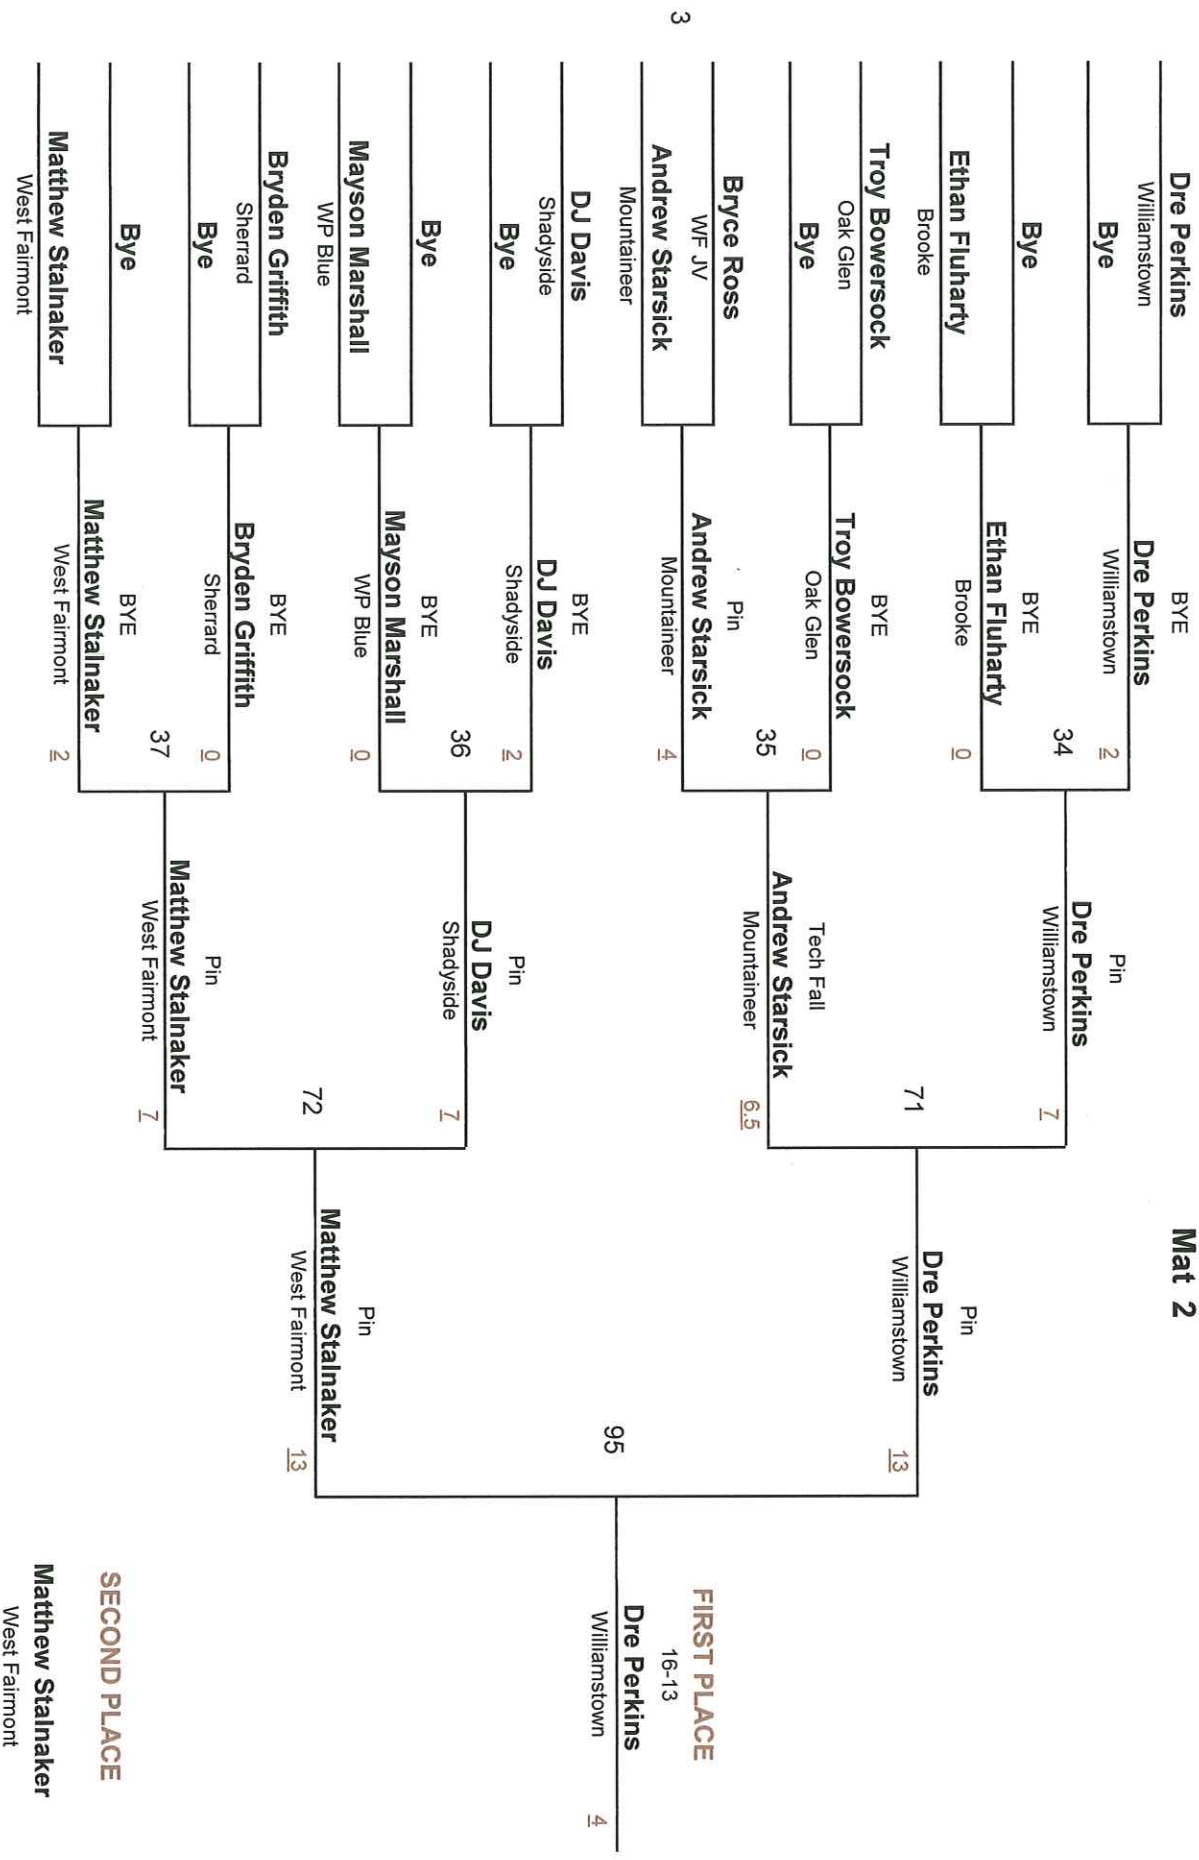 Mat 2
3
Dre Perkins
Williamstown
Bye
Bye
Ethan Fluharty
Brooke
Troy Bowersock
Oak Glen
Bye
Bryce Ross
WF JV
Andrew Starsick
Mountaineer
DJ Davis
Shadyside
Bye
Bye
Mayson Marshall
WP Blue
Bryden Griffith
Sherrard
Bye
Bye
Matthew Stalnaker
West Fairmont
BYE
Dre Perkins
Williamstown
2
34
BYE
Ethan Fluharty
Brooke
0
BYE
Troy Bowersock
Oak Glen
0
35
Pin
Andrew Starsick
Mountaineer
4
BYE
DJ Davis
Shadyside
2
36
BYE
Mayson Marshall
WP Blue
0
BYE
Bryden Griffith
Sherrard
0
37
BYE
Matthew Stalnaker
West Fairmont
2
Pin
Dre Perkins
Williamstown
7
71
Tech Fall
Andrew Starsick
Mountaineer
6.5
Pin
DJ Davis
Shadyside
7
72
Pin
Matthew Stalnaker
West Fairmont
7
Pin
Dre Perkins
Williamstown
13
95
Pin
Matthew Stalnaker
West Fairmont
13
FIRST PLACE
16-13
Dre Perkins
Williamstown
4
SECOND PLACE
Matthew Stalnaker
West Fairmont